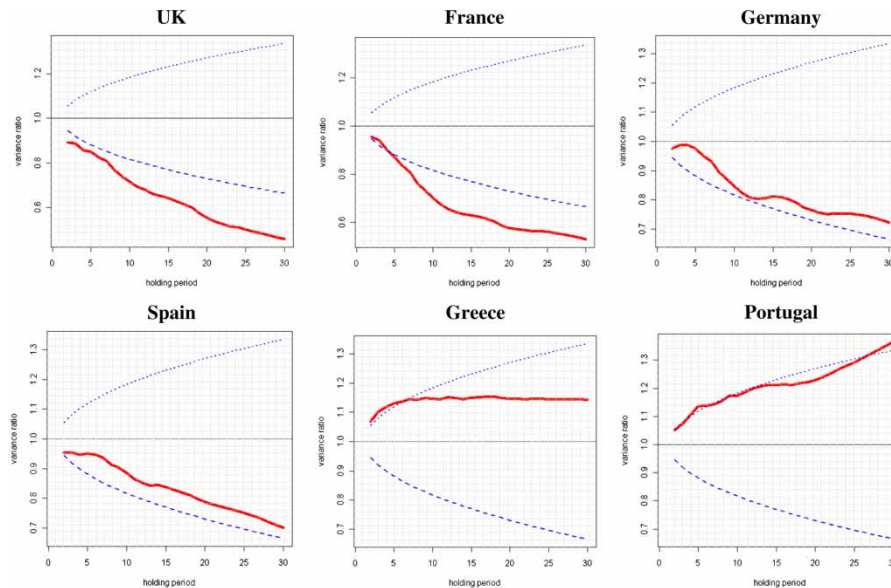 UK
France
Germany
variance ratio
0.6 0.8 1.0 1.2
0 5 10 15 20 25 30
holding period
variance ratio
0.6 0.8 1.0 1.2
0 5 10 15 20 25 30
holding period
variance ratio
0.7 0.8 0.9 1.0 1.1 1.2 1.3
0 5 10 15 20 25 30
holding period
Spain
Greece
Portugal
variance ratio
0.7 0.8 0.9 1.0 1.1 1.2 1.3
0 5 10 15 20 25 30
holding period
variance ratio
0.7 0.8 0.9 1.0 1.1 1.2 1.3
0 5 10 15 20 25 30
holding period
variance ratio
0.7 0.8 0.9 1.0 1.1 1.2 1.3
0 5 10 15 20 25 30
holding period